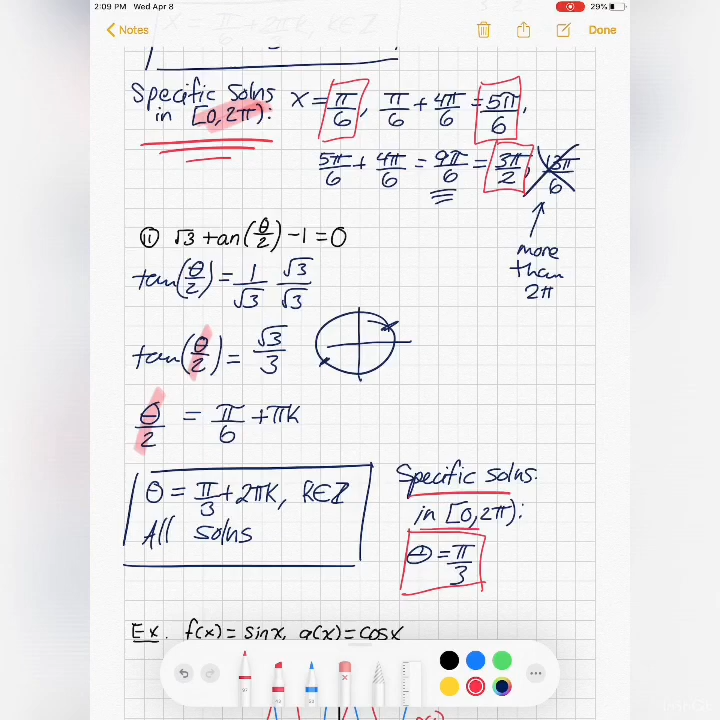 2:09 PM Wed Apr 8
29%
Notes
Done
Specific Solns
in [0, 2π):
x = π/6, π/6 + 4π/6 = 5π/6,
5π/6 + 4π/6 = 9π/6 = 3π/2, 13π/6
more
than
2π
(ii) √3 tan(θ/2) - 1 = 0
tan(θ/2) = 1/√3 √3/√3
tan(θ/2) = √3/3
θ/2 = π/6 + πk
θ = π/3 + 2πk, k∈Z
All solns
Specific solns.
in [0, 2π):
θ = π/3
Ex. f(x) = sinx, g(x) = cosx